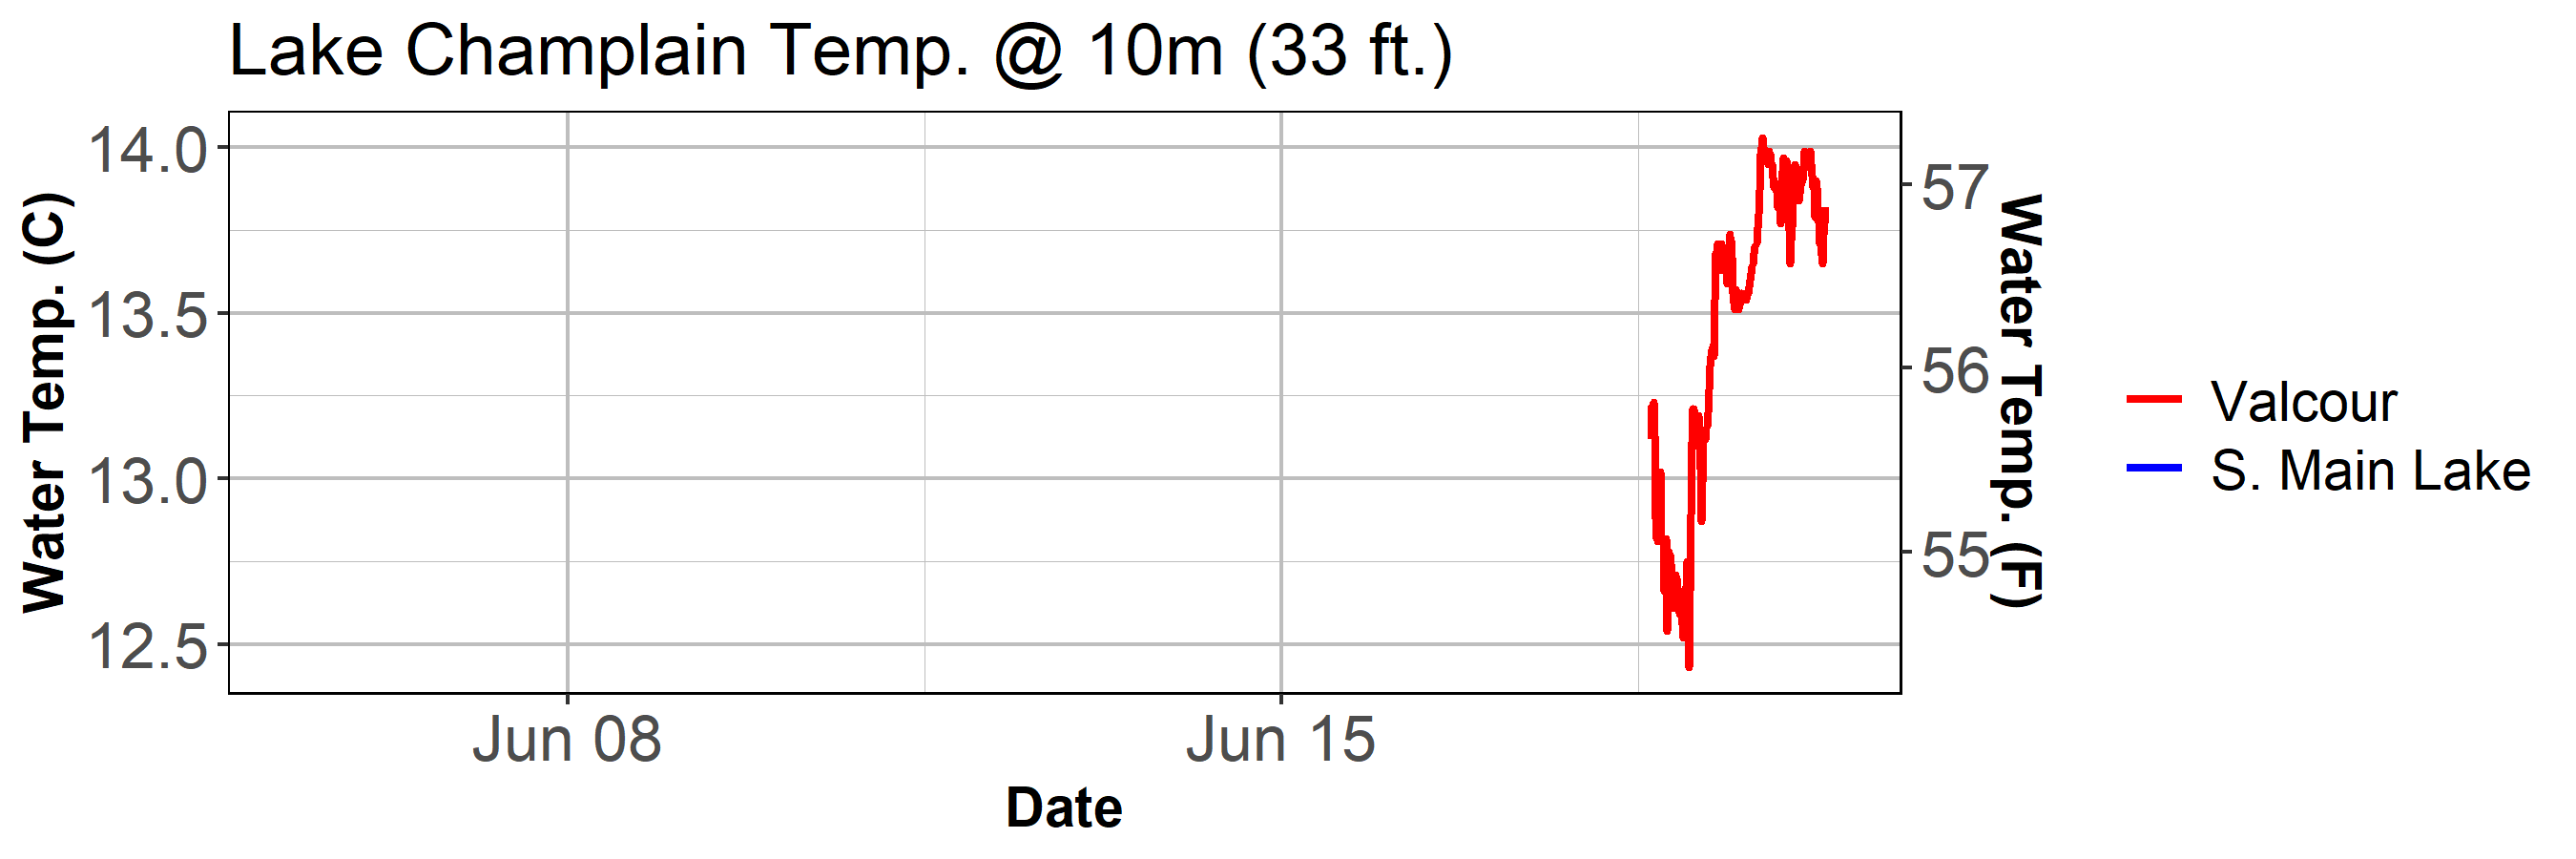 Lake Champlain Temp. @ 10m (33 ft.)
Water Temp. (C)
14.0
13.5
13.0
12.5
57
56
55
Water Temp. (F)
Jun 08
Jun 15
Date
Valcour
S. Main Lake